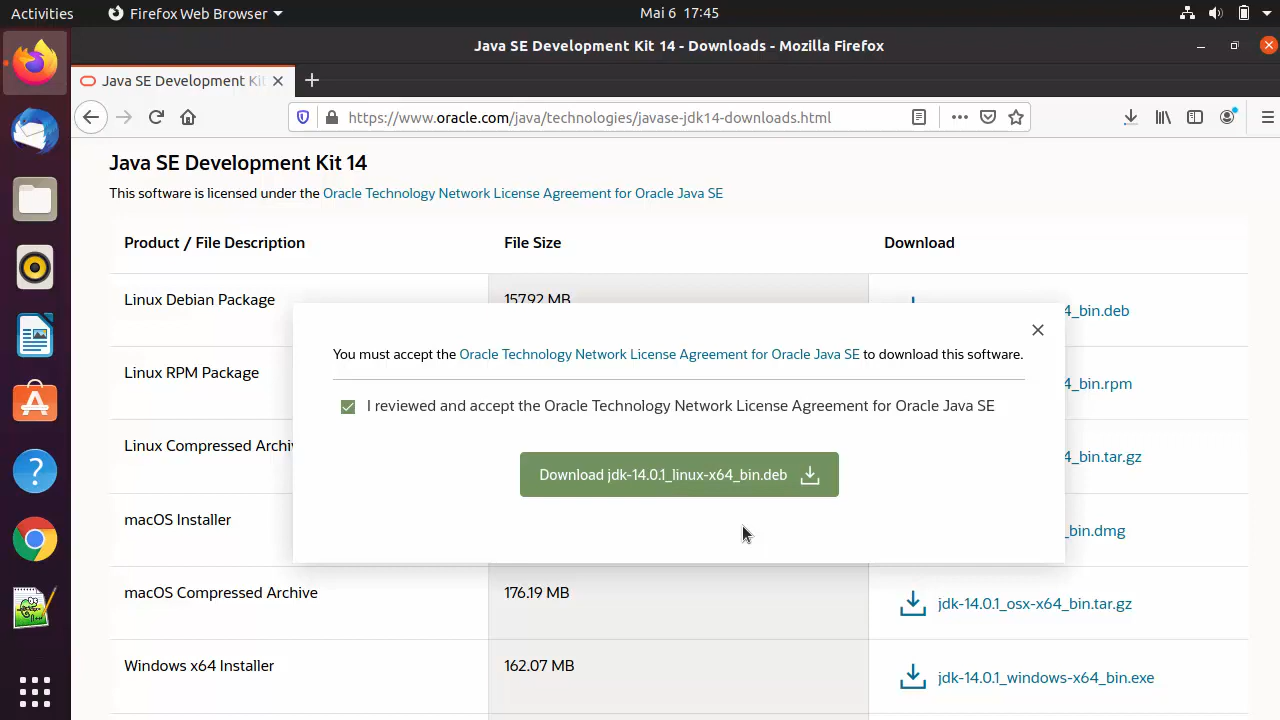 Activities Firefox Web Browser Mai 6 17:45
Java SE Development Kit 14 - Downloads - Mozilla Firefox
Java SE Development Kit
https://www.oracle.com/java/technologies/javase-jdk14-downloads.html
Java SE Development Kit 14
This software is licensed under the Oracle Technology Network License Agreement for Oracle Java SE
Product / File Description File Size Download
Linux Debian Package 157.92 MB 4_bin.deb
You must accept the Oracle Technology Network License Agreement for Oracle Java SE to download this software.
Linux RPM Package 4_bin.rpm
I reviewed and accept the Oracle Technology Network License Agreement for Oracle Java SE
Linux Compressed Archi 4_bin.tar.gz
Download jdk-14.0.1_linux-x64_bin.deb
macOS Installer _bin.dmg
macOS Compressed Archive 176.19 MB jdk-14.0.1_osx-x64_bin.tar.gz
Windows x64 Installer 162.07 MB jdk-14.0.1_windows-x64_bin.exe